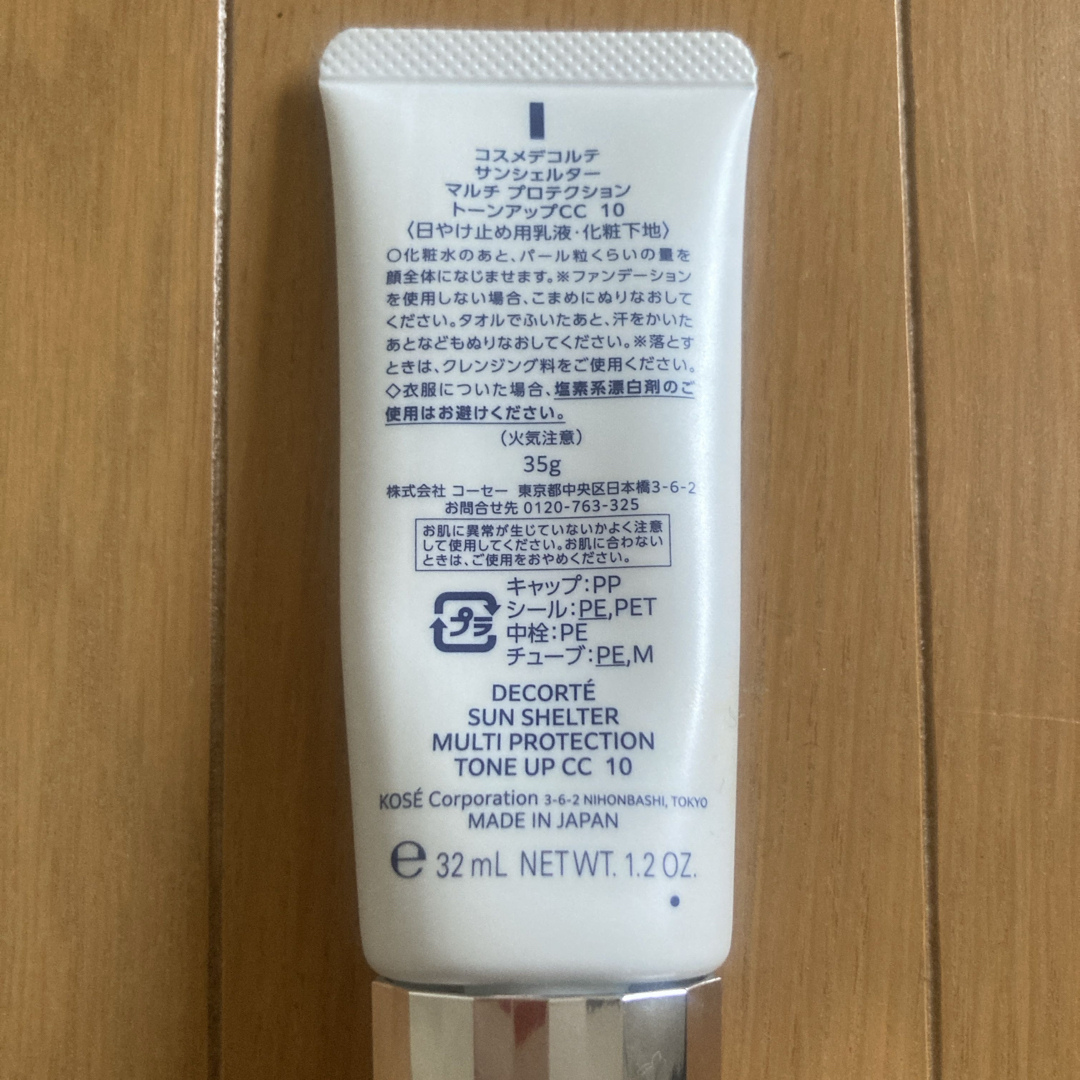 コスメデコルテ
サンシェルター
マルチ プロテクション
トーンアップCC 10
〈日やけ止め用乳液・化粧下地〉
○化粧水のあと、パール粒くらいの量を
顔全体になじませます。※ファンデーション
を使用しない場合、こまめにぬりなおして
ください。タオルでふいたあと、汗をかいた
あとなどもぬりなおしてください。※落とす
ときは、クレンジング料をご使用ください。
◇衣服についた場合、塩素系漂白剤のご
使用はお避けください。
（火気注意）
35g
株式会社 コーセー 東京都中央区日本橋3-6-2
お問合せ先 0120-763-325
お肌に異常が生じていないかよく注意
して使用してください。お肌に合わない
ときは、ご使用をおやめください。
プラ
キャップ:PP
シール:PE,PET
中栓:PE
チューブ:PE,M
DECORTÉ
SUN SHELTER
MULTI PROTECTION
TONE UP CC 10
KOSÉ Corporation 3-6-2 NIHONBASHI, TOKYO
MADE IN JAPAN
℮ 32 mL NET WT. 1.2 OZ.